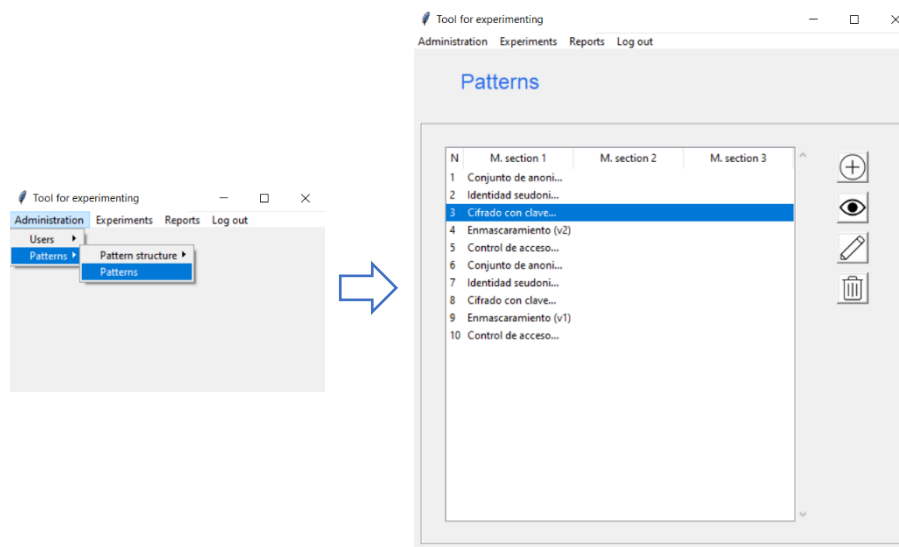 Tool for experimenting
Administration Experiments Reports Log out
Users
Patterns
Pattern structure
Patterns
Tool for experimenting
Administration Experiments Reports Log out
Patterns
N M. section 1 M. section 2 M. section 3
1 Conjunto de anoni...
2 Identidad seudoni...
3 Cifrado con clave...
4 Enmascaramiento (v2)
5 Control de acceso...
6 Conjunto de anoni...
7 Identidad seudoni...
8 Cifrado con clave...
9 Enmascaramiento (v1)
10 Control de acceso...